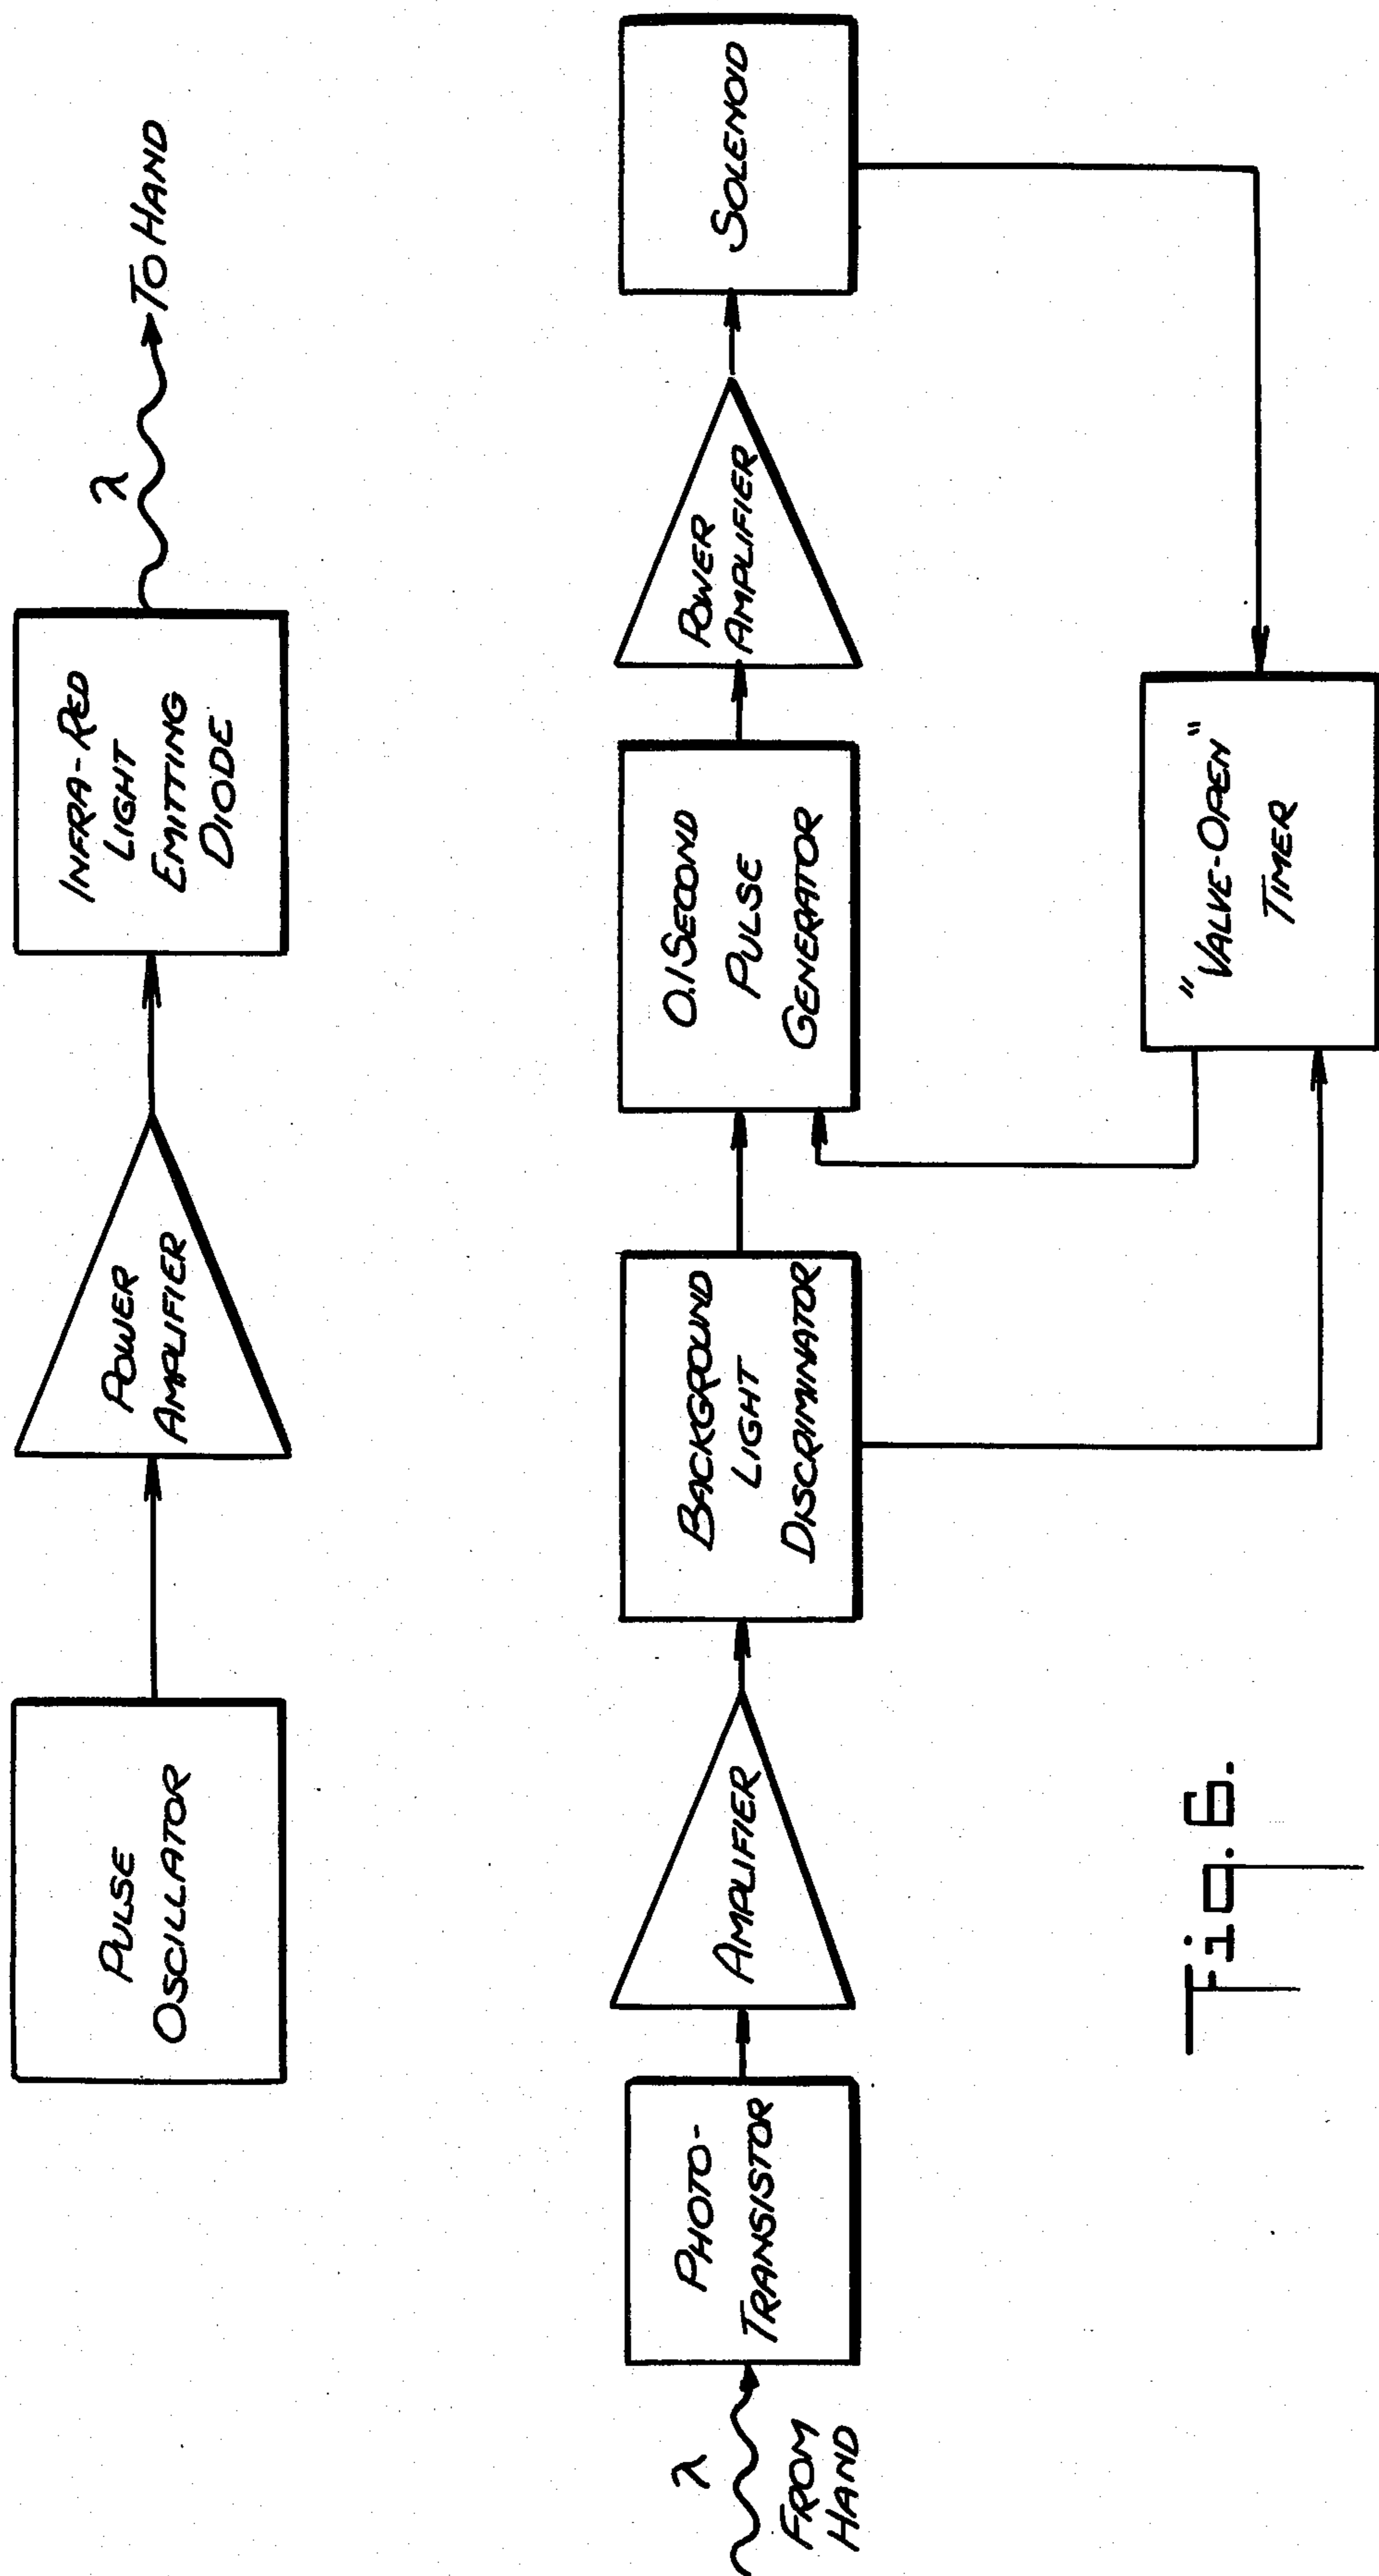 PULSE
OSCILLATOR
POWER
AMPLIFIER
INFRA-RED
LIGHT
EMITTING
DIODE
λ
TO HAND
λ
FROM
HAND
PHOTO-
TRANSISTOR
AMPLIFIER
BACKGROUND
LIGHT
DISCRIMINATOR
0.1 SECOND
PULSE
GENERATOR
POWER
AMPLIFIER
SOLENOID
"VALVE-OPEN"
TIMER
Fig. 6.